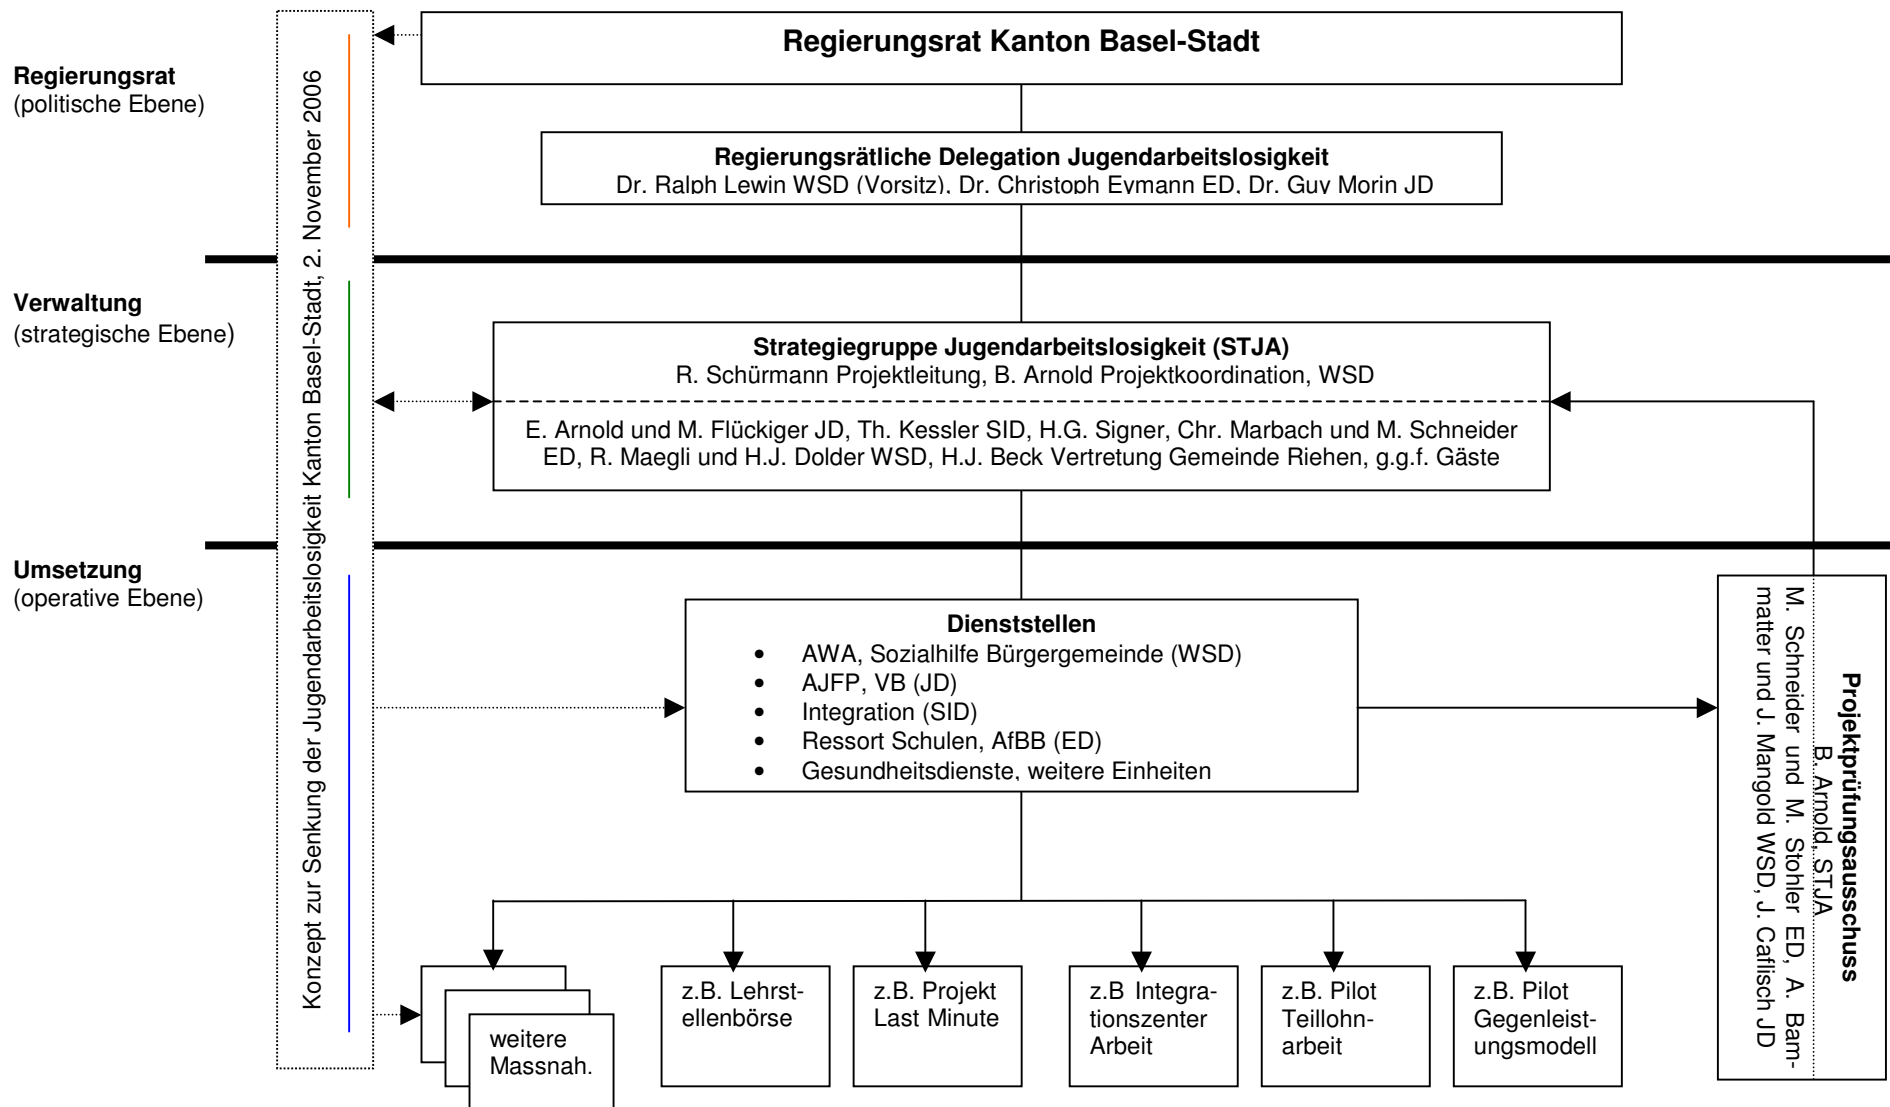 Regierungsrat
(politische Ebene)
Konzept zur Senkung der Jugendarbeitslosigkeit Kanton Basel-Stadt, 2. November 2006
Regierungsrat Kanton Basel-Stadt
Regierungsrätliche Delegation Jugendarbeitslosigkeit
Dr. Ralph Lewin WSD (Vorsitz), Dr. Christoph Eymann ED, Dr. Guy Morin JD
Verwaltung
(strategische Ebene)
Strategiegruppe Jugendarbeitslosigkeit (STJA)
R. Schürmann Projektleitung, B. Arnold Projektkoordination, WSD
E. Arnold und M. Flückiger JD, Th. Kessler SID, H.G. Signer, Chr. Marbach und M. Schneider
ED, R. Maegli und H.J. Dolder WSD, H.J. Beck Vertretung Gemeinde Riehen, g.g.f. Gäste
Umsetzung
(operative Ebene)
Dienststellen
• AWA, Sozialhilfe Bürgergemeinde (WSD)
• AJFP, VB (JD)
• Integration (SID)
• Ressort Schulen, AfBB (ED)
• Gesundheitsdienste, weitere Einheiten
Projektprüfungsausschuss
B. Arnold, STJA
M. Schneider und M. Stohler ED, A. Bam-
matter und J. Mangold WSD, J. Caflisch JD
weitere
Massnah.
z.B. Lehrst-
ellenbörse
z.B. Projekt
Last Minute
z.B Integra-
tionszenter
Arbeit
z.B. Pilot
Teillohn-
arbeit
z.B. Pilot
Gegenleist-
ungsmodell